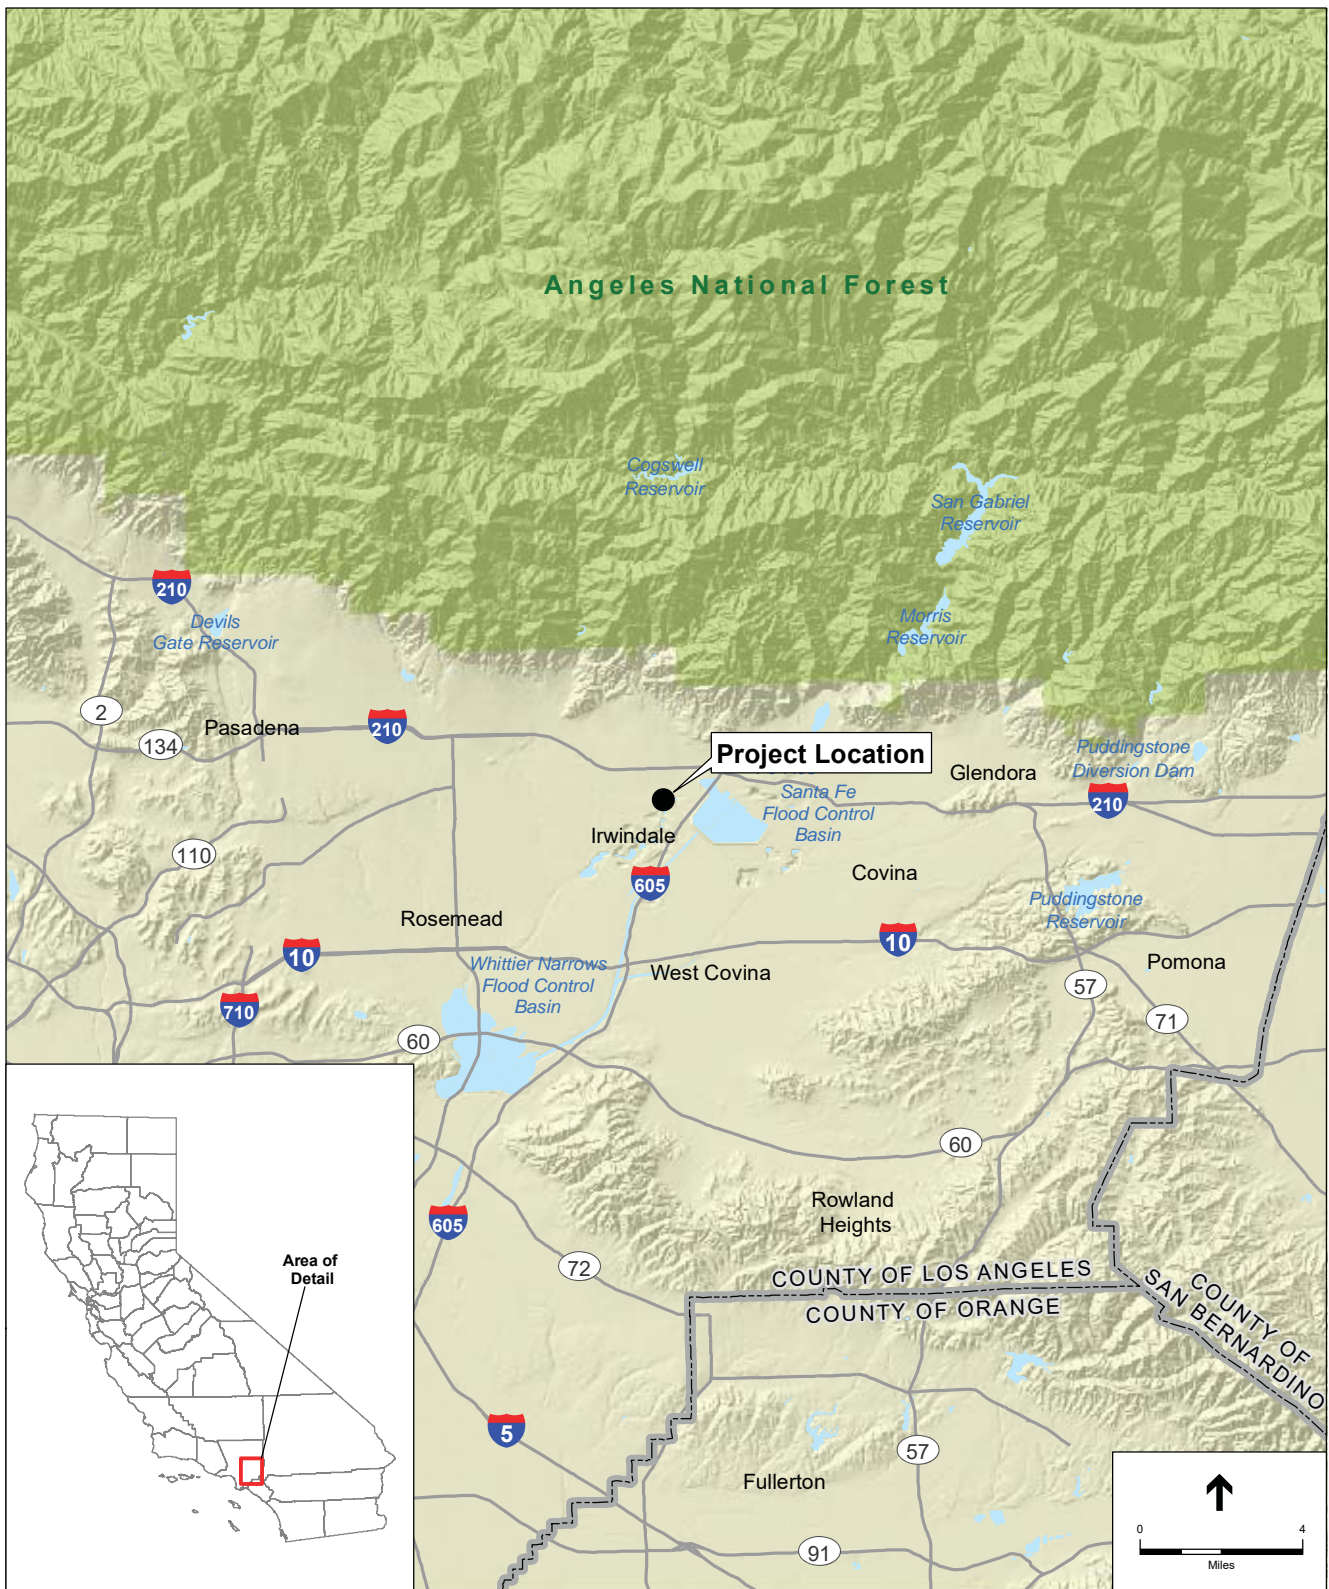 Angeles National Forest
Cogswell
Reservoir
San Gabriel
Reservoir
210
Devils
Gate Reservoir
Morris
Reservoir
2
Pasadena
134
210
Project Location
Glendora
Puddingstone
Diversion Dam
210
Santa Fe
Flood Control
Basin
Irwindale
110
605
Covina
Puddingstone
Reservoir
Rosemead
10
10
Whittier Narrows
Flood Control
Basin
West Covina
Pomona
57
710
71
60
60
Rowland
Heights
605
72
COUNTY OF LOS ANGELES
COUNTY OF ORANGE
COUNTY OF
SAN BERNARDINO
Area of
Detail
5
57
Fullerton
91
0
4
Miles